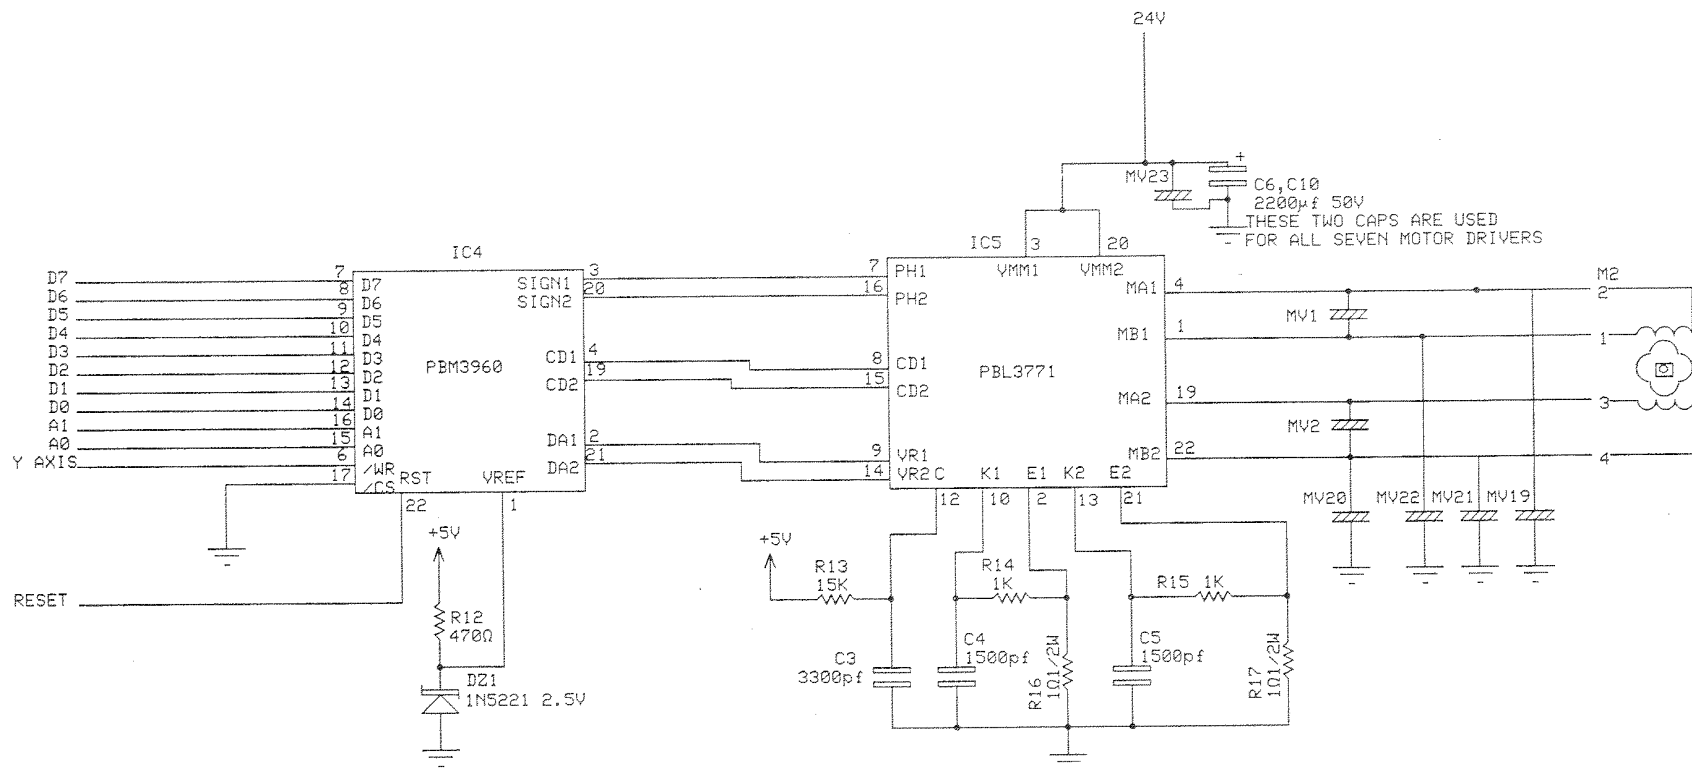 24V
MV23
+
C6,C10
2200µf 50V
THESE TWO CAPS ARE USED
FOR ALL SEVEN MOTOR DRIVERS
IC4
D7
D6
D5
D4
D3
D2
D1
D0
A1
A0
Y AXIS
RESET
7
8
9
10
11
12
13
14
16
15
6
17
D7
D6
D5
D4
D3
D2
D1
D0
A1
A0
/WR
/CS
RST
VREF
22
1
PBM3960
SIGN1
SIGN2
CD1
CD2
DA1
DA2
3
20
4
19
2
21
+5V
R12
470Ω
DZ1
1N5221 2.5V
IC5
3
20
VMM1
VMM2
7
16
8
15
9
14
PH1
PH2
CD1
CD2
VR1
VR2
C
K1
E1
K2
E2
PBL3771
MA1
MB1
MA2
MB2
4
1
19
22
12
10
2
13
21
+5V
R13
15K
R14
1K
R15 1K
C3
3300pf
C4
1500pf
R16
1Ω1/2W
C5
1500pf
R17
1Ω1/2W
MV1
MV2
MV20
MV22
MV21
MV19
M2
2
1
3
4